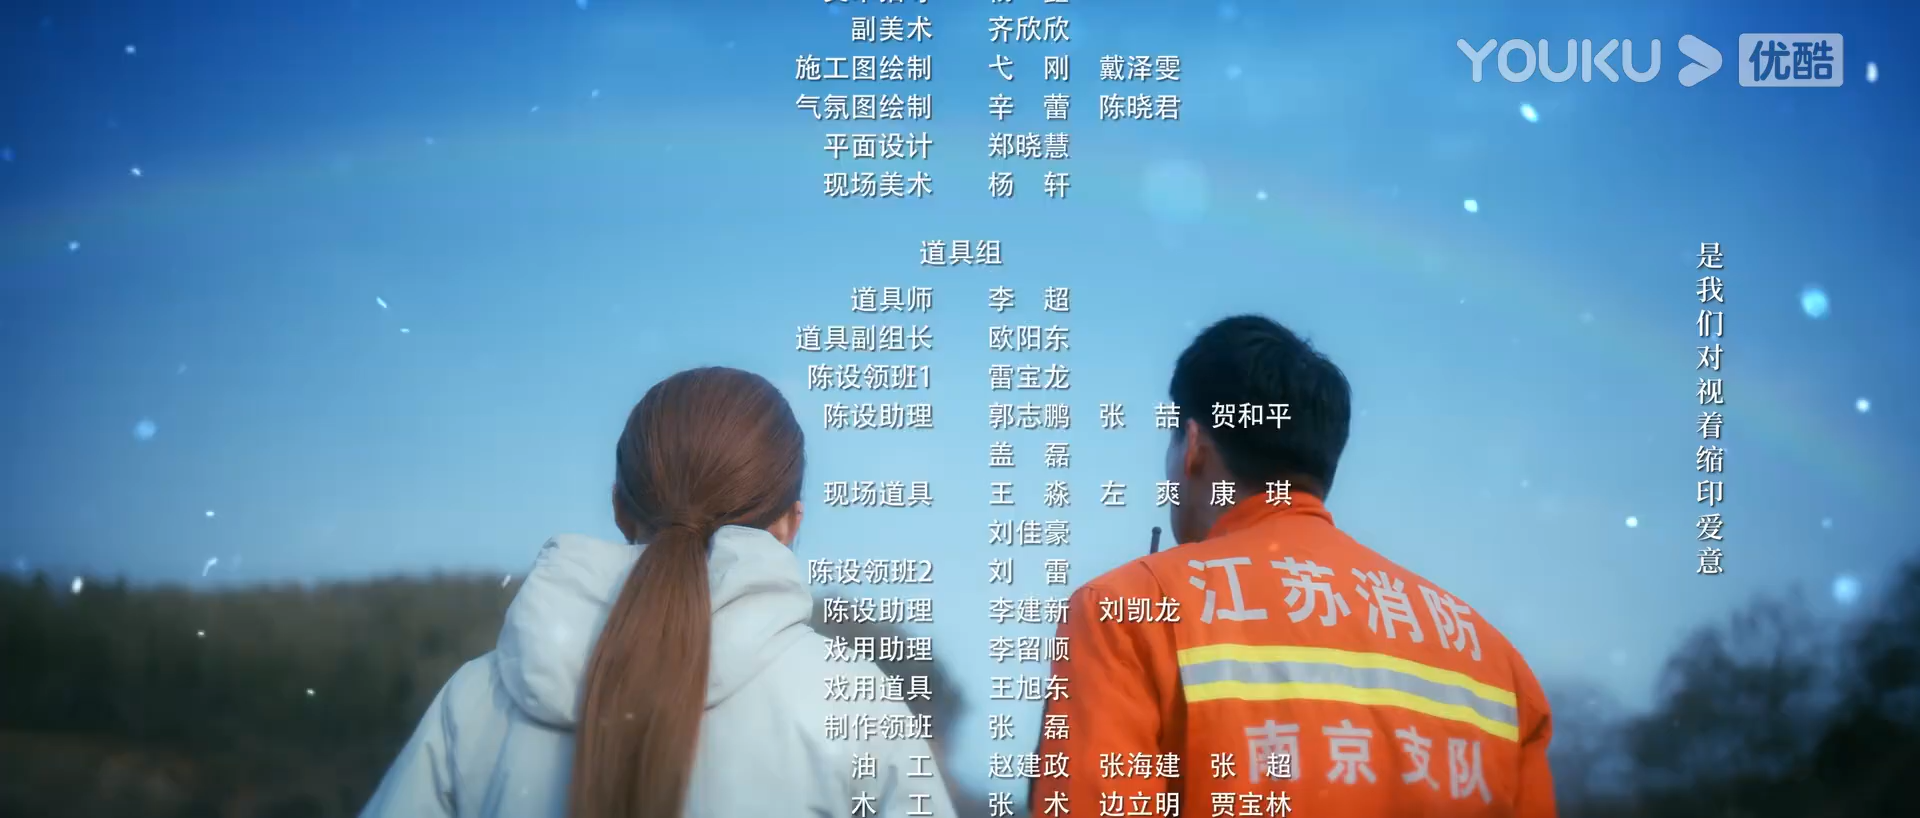 副美术 齐欣欣
施工图绘制 弋 刚 戴泽雯
气氛图绘制 辛 蕾 陈晓君
平面设计 郑晓慧
现场美术 杨 轩
道具组
道具师 李 超
道具副组长 欧阳东
陈设领班1 雷宝龙
陈设助理 郭志鹏 张 喆 贺和平
盖 磊
现场道具 王 淼 左 爽 康 琪
刘佳豪
陈设领班2 刘 雷
陈设助理 李建新 刘凯龙
戏用助理 李留顺
戏用道具 王旭东
制作领班 张 磊
油 工 赵建政 张海建 张 超
木 工 张 术 边立明 贾宝林
YOUKU 优酷
是我们对视着缩印爱意
江苏消防
南京支队